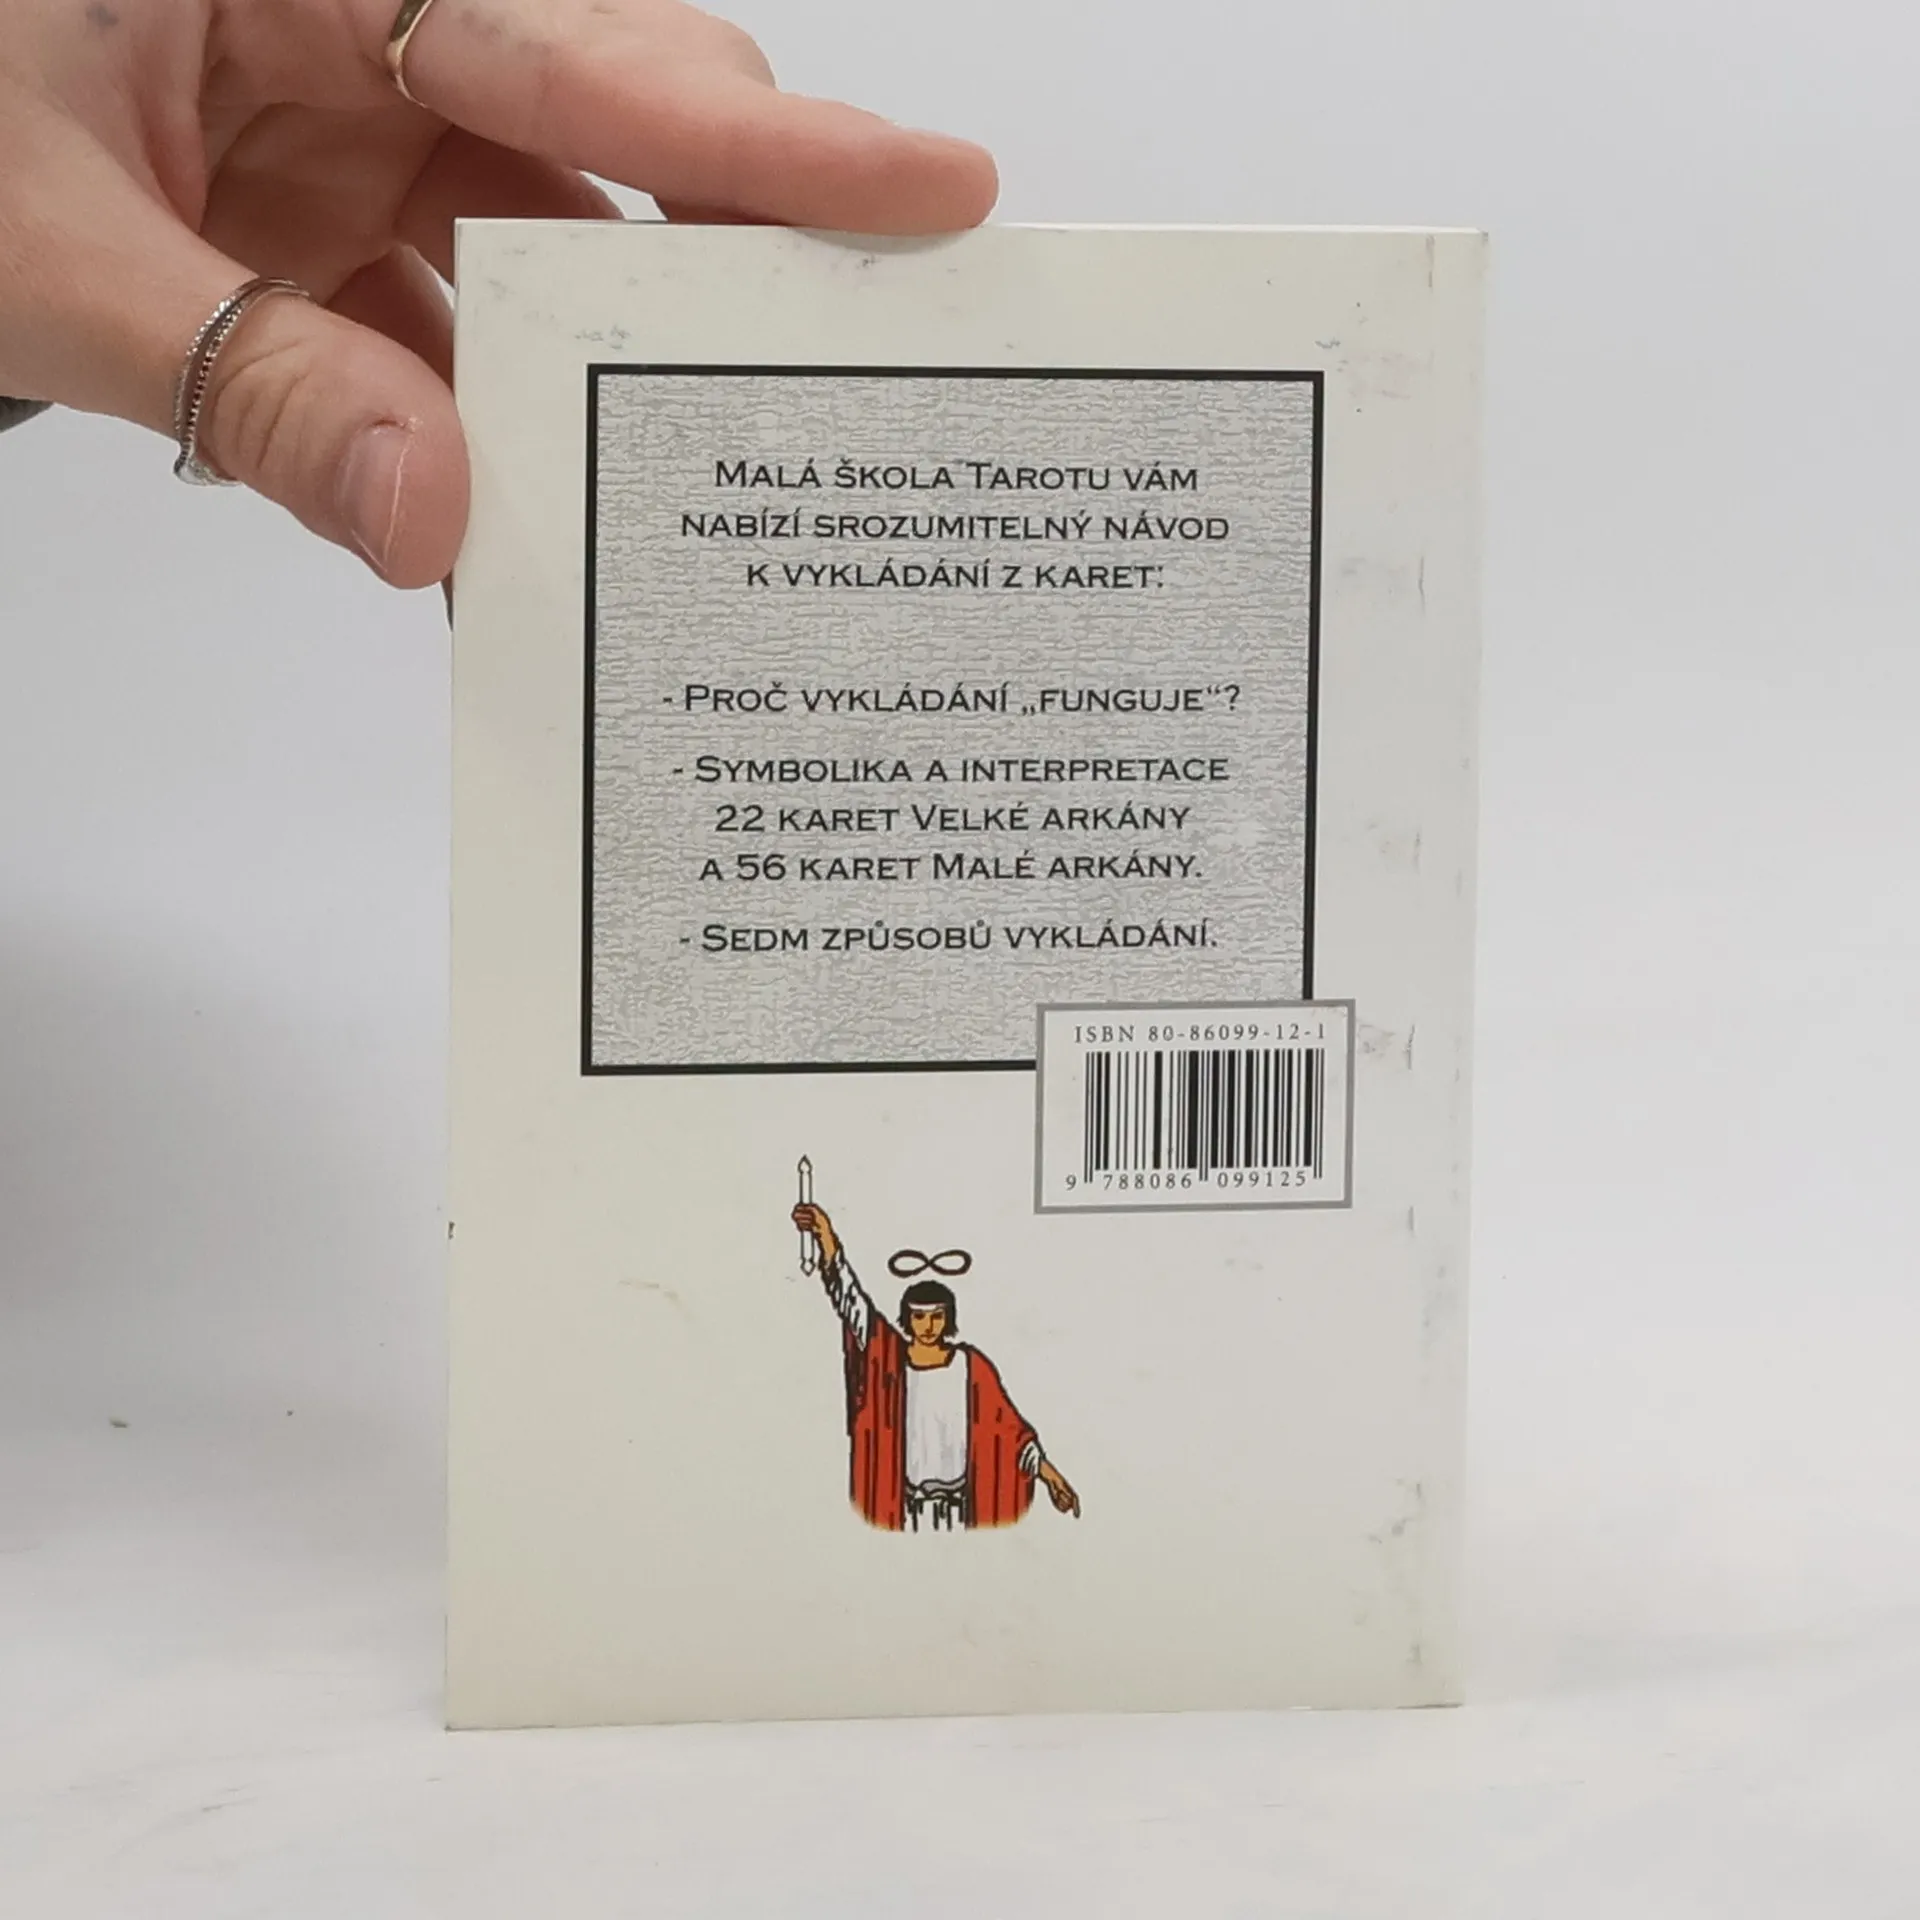 Malá škola Tarotu vám
nabízí srozumitelný návod
k vykládání z karet:
- Proč vykládání „funguje“?
- Symbolika a interpretace
22 karet Velké arkány
a 56 karet Malé arkány.
- Sedm způsobů vykládání.
ISBN 80-86099-12-1
9 788086 099125